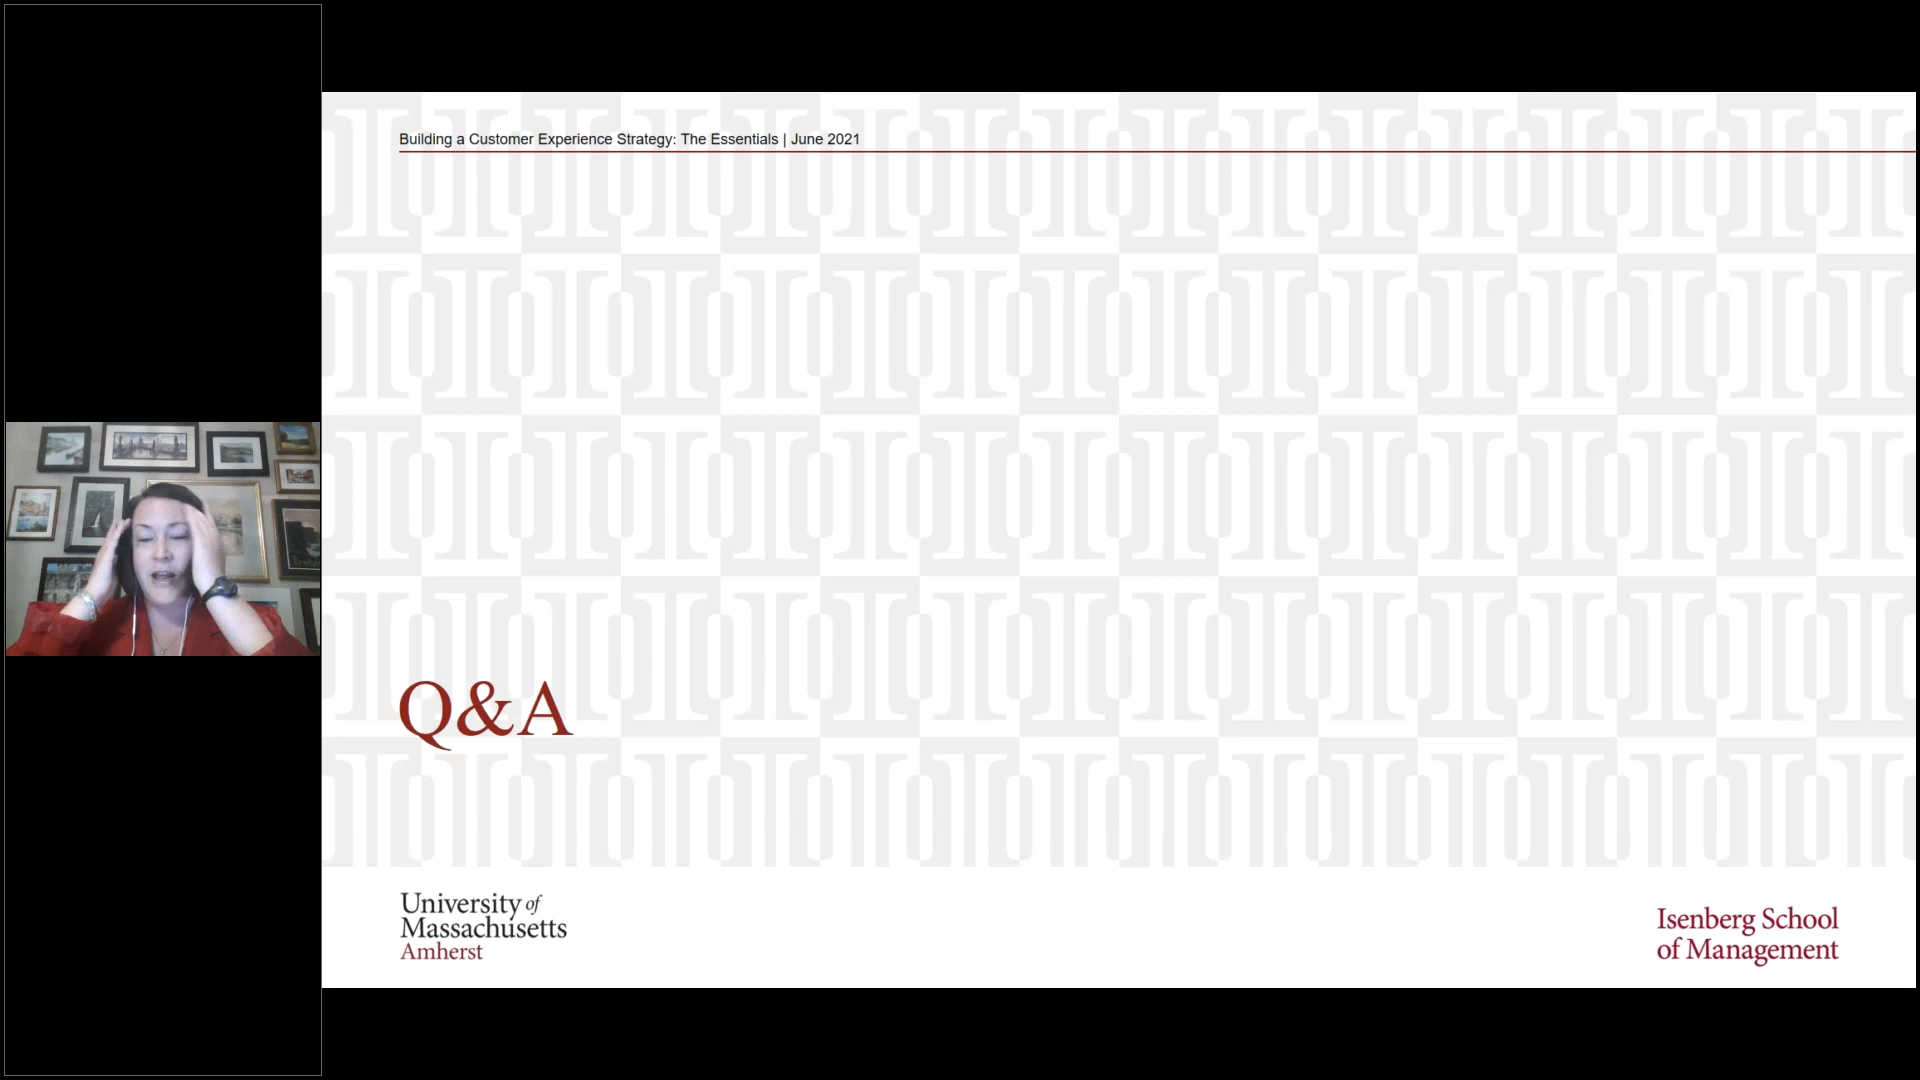 Building a Customer Experience Strategy: The Essentials | June 2021
Q&A
University of
Massachusetts
Amherst
Isenberg School
of Management